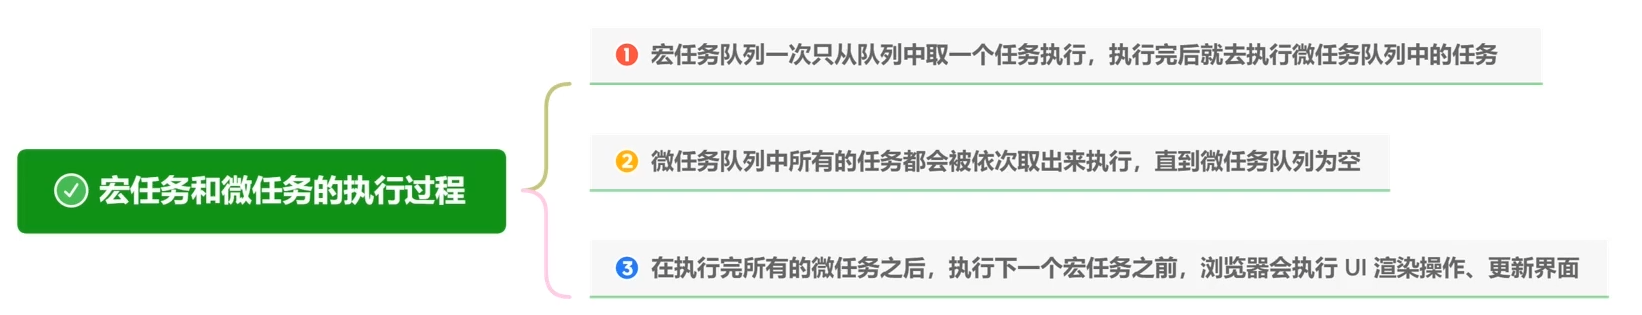 宏任务和微任务的执行过程
1 宏任务队列一次只从队列中取一个任务执行，执行完后就去执行微任务队列中的任务
2 微任务队列中所有的任务都会被依次取出来执行，直到微任务队列为空
3 在执行完所有的微任务之后，执行下一个宏任务之前，浏览器会执行 UI 渲染操作、更新界面